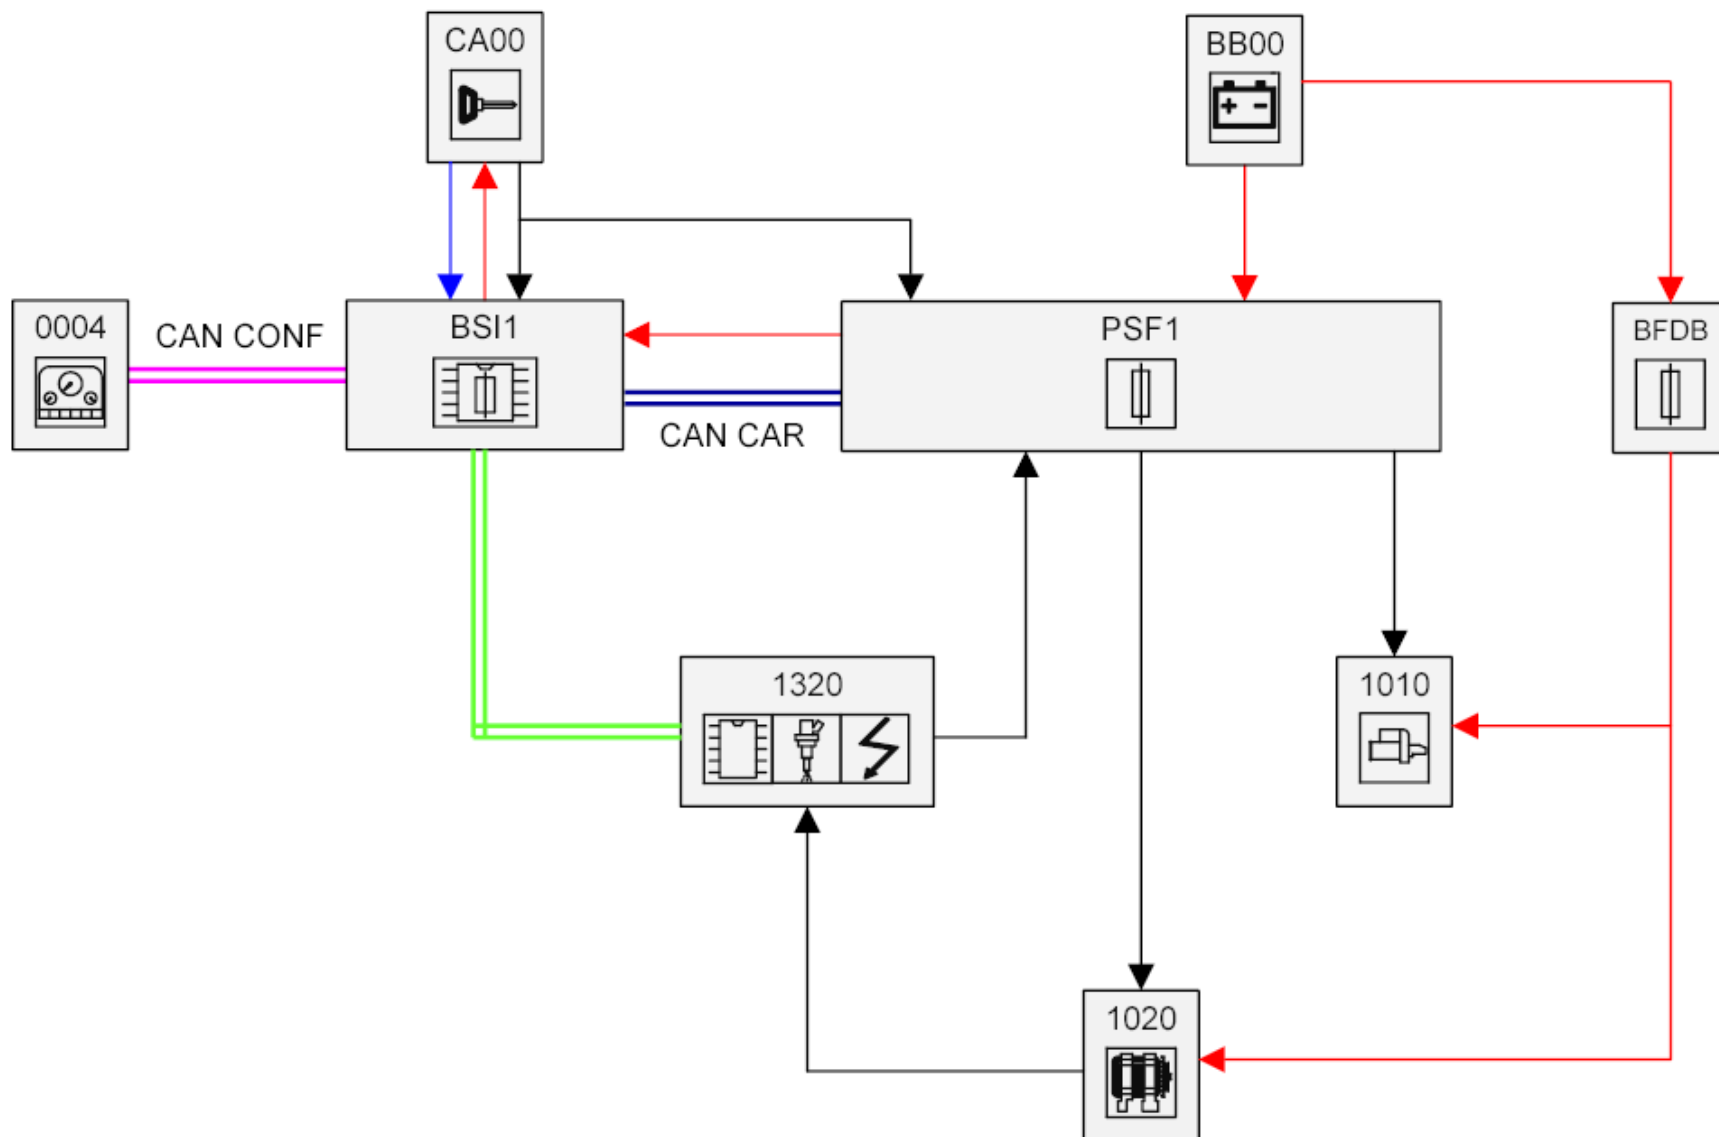 CA00
BB00
0004
CAN CONF
BSI1
PSF1
BFDB
CAN CAR
1320
1010
1020